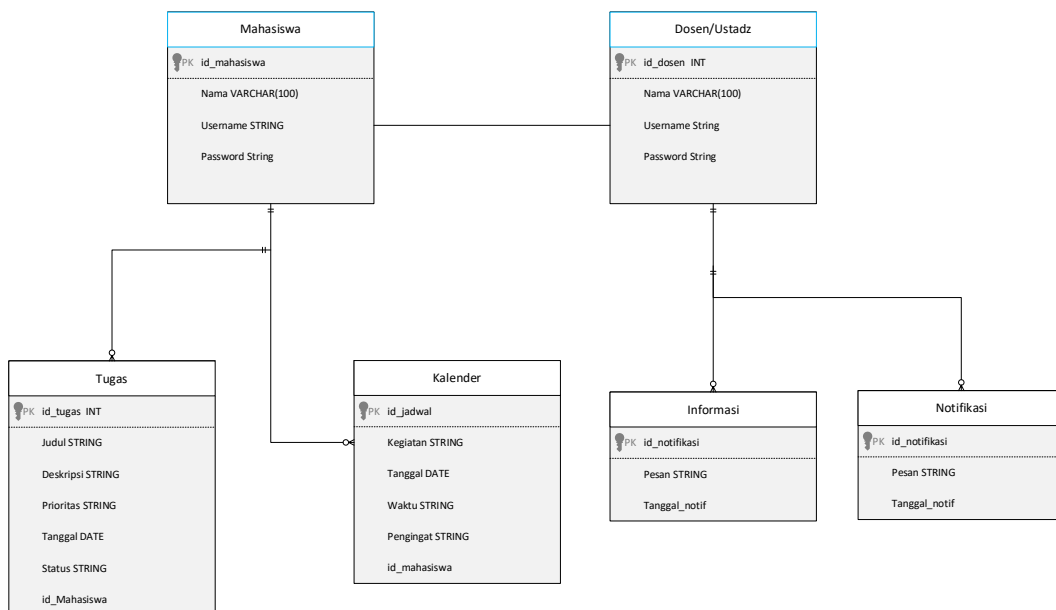 Mahasiswa
PK id_mahasiswa
Nama VARCHAR(100)
Username STRING
Password String
Dosen/Ustadz
PK id_dosen INT
Nama VARCHAR(100)
Username String
Password String
Tugas
PK id_tugas INT
Judul STRING
Deskripsi STRING
Prioritas STRING
Tanggal DATE
Status STRING
id_Mahasiswa
Kalender
PK id_jadwal
Kegiatan STRING
Tanggal DATE
Waktu STRING
Pengingat STRING
id_mahasiswa
Informasi
PK id_notifikasi
Pesan STRING
Tanggal_notif
Notifikasi
PK id_notifikasi
Pesan STRING
Tanggal_notif